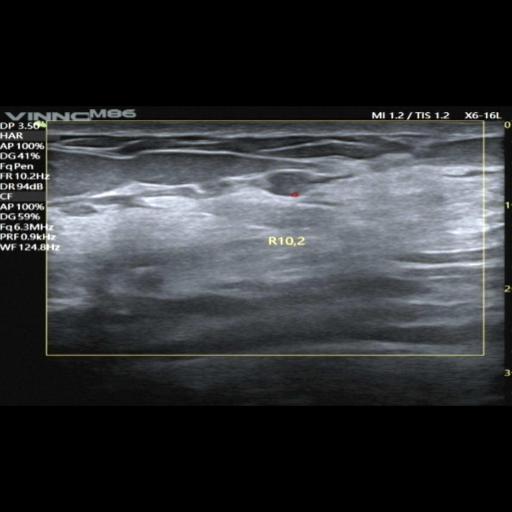 VINNO M86
MI 1.2 / TIS 1.2 X6-16L
DP 3.50
HAR
AP 100%
DG 41%
Fq Pen
FR 10.2Hz
DR 94dB
CF
AP 100%
DG 59%
Fq 6.3MHz
PRF 0.9kHz
WF 124.8Hz
R10,2
0
1
2
3